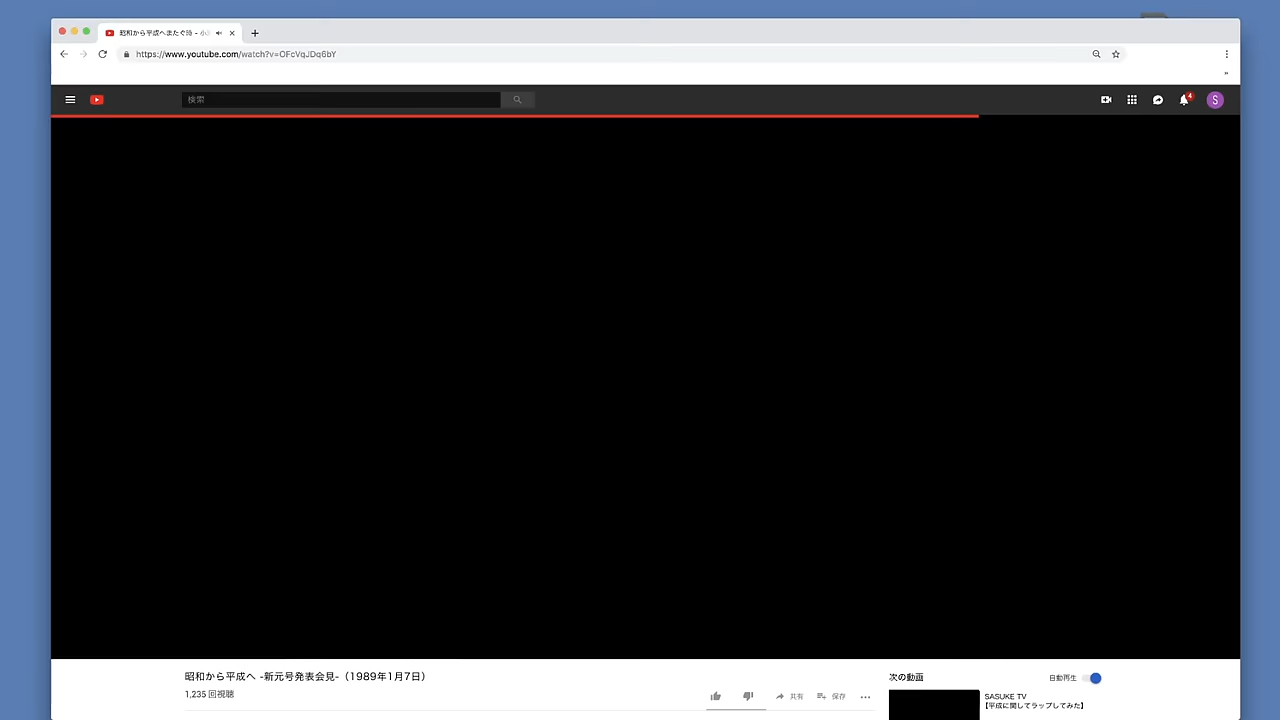 昭和から平成へまたぐ時 - 小
https://www.youtube.com/watch?v=OFcVqJDq6bY
検索
4
S
昭和から平成へ -新元号発表会見-（1989年1月7日）
1,235 回視聴
共有
保存
次の動画
自動再生
SASUKE TV
【平成に関してラップしてみた】